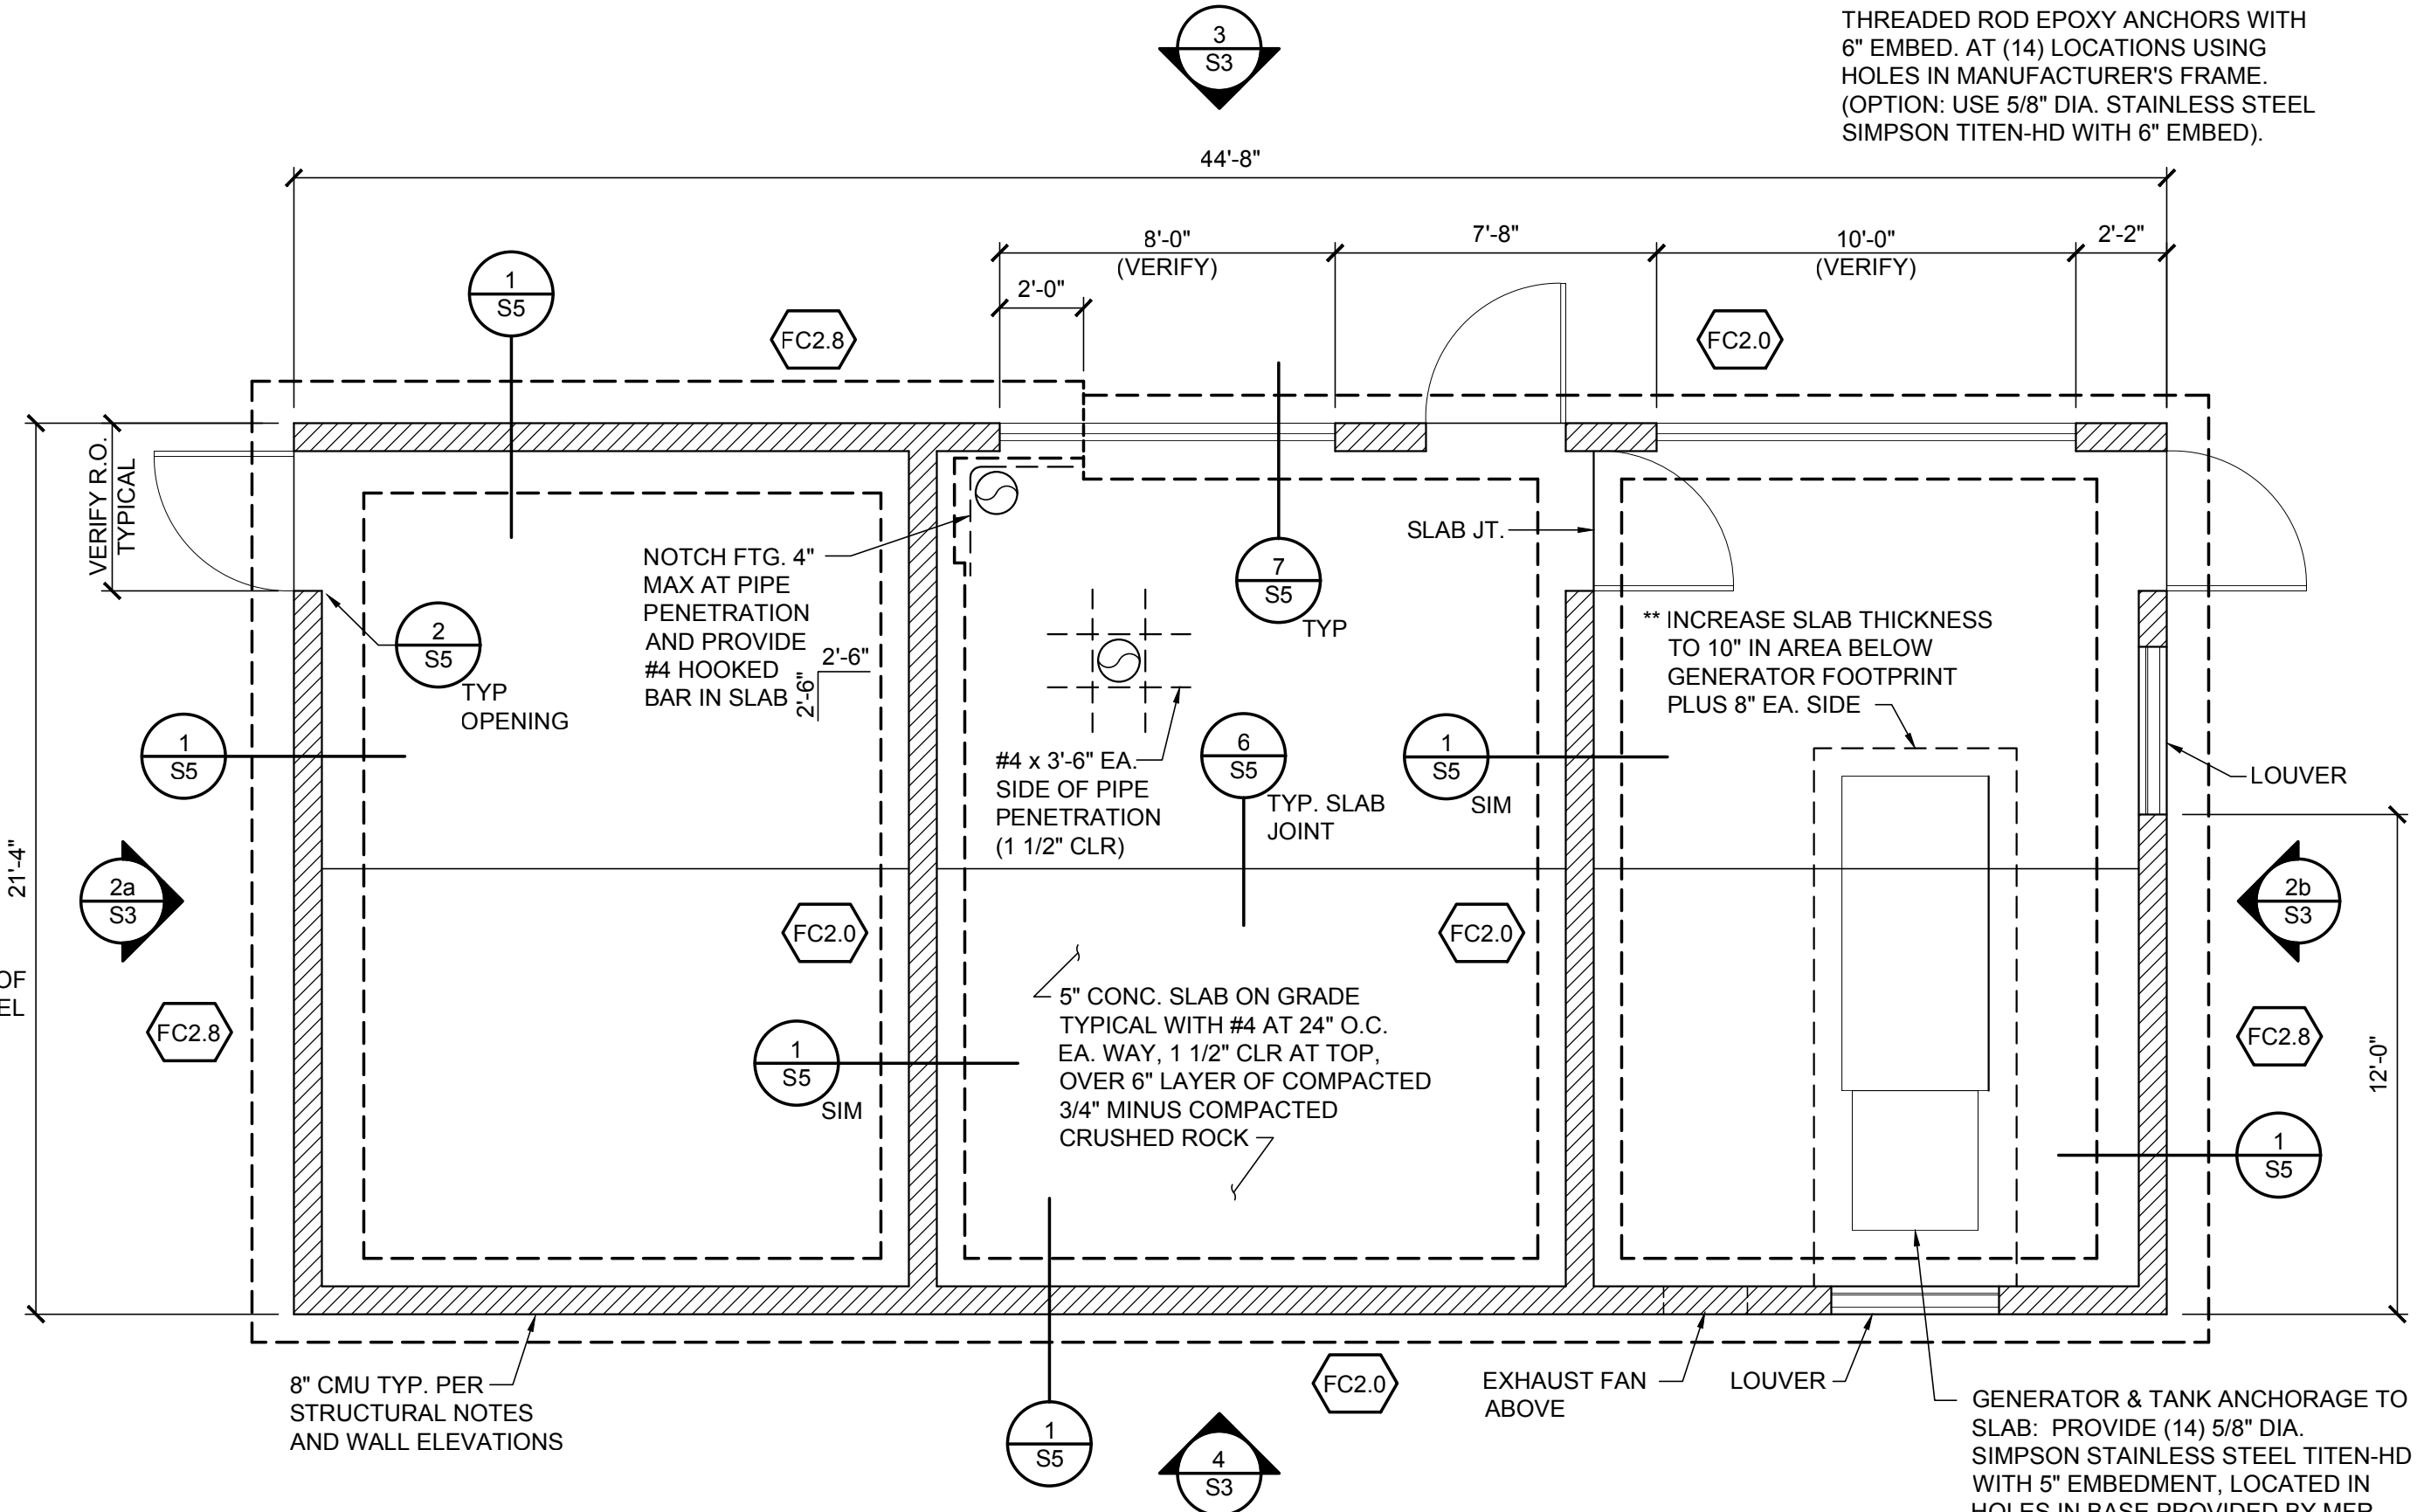 3
S3
THREADED ROD EPOXY ANCHORS WITH
6" EMBED. AT (14) LOCATIONS USING
HOLES IN MANUFACTURER'S FRAME.
(OPTION: USE 5/8" DIA. STAINLESS STEEL
SIMPSON TITEN-HD WITH 6" EMBED).
44'-8"
8'-0"
(VERIFY)
7'-8"
10'-0"
(VERIFY)
2'-2"
2'-0"
1
S5
FC2.8
FC2.0
VERIFY R.O.
TYPICAL
NOTCH FTG. 4"
MAX AT PIPE
PENETRATION
AND PROVIDE
#4 HOOKED
BAR IN SLAB
2'-6"
2'-6"
SLAB JT.
7
S5
TYP
2
S5
TYP
OPENING
** INCREASE SLAB THICKNESS
TO 10" IN AREA BELOW
GENERATOR FOOTPRINT
PLUS 8" EA. SIDE
1
S5
#4 x 3'-6" EA.
SIDE OF PIPE
PENETRATION
(1 1/2" CLR)
6
S5
TYP. SLAB
JOINT
1
S5
SIM
LOUVER
21'-4"
2a
S3
FC2.0
FC2.0
2b
S3
OF
EL
FC2.8
5" CONC. SLAB ON GRADE
TYPICAL WITH #4 AT 24" O.C.
EA. WAY, 1 1/2" CLR AT TOP,
OVER 6" LAYER OF COMPACTED
3/4" MINUS COMPACTED
CRUSHED ROCK
1
S5
SIM
FC2.8
12'-0"
1
S5
8" CMU TYP. PER
STRUCTURAL NOTES
AND WALL ELEVATIONS
1
S5
4
S3
FC2.0
EXHAUST FAN
ABOVE
LOUVER
GENERATOR & TANK ANCHORAGE TO
SLAB: PROVIDE (14) 5/8" DIA.
SIMPSON STAINLESS STEEL TITEN-HD
WITH 5" EMBEDMENT, LOCATED IN
HOLES IN BASE PROVIDED BY MFR